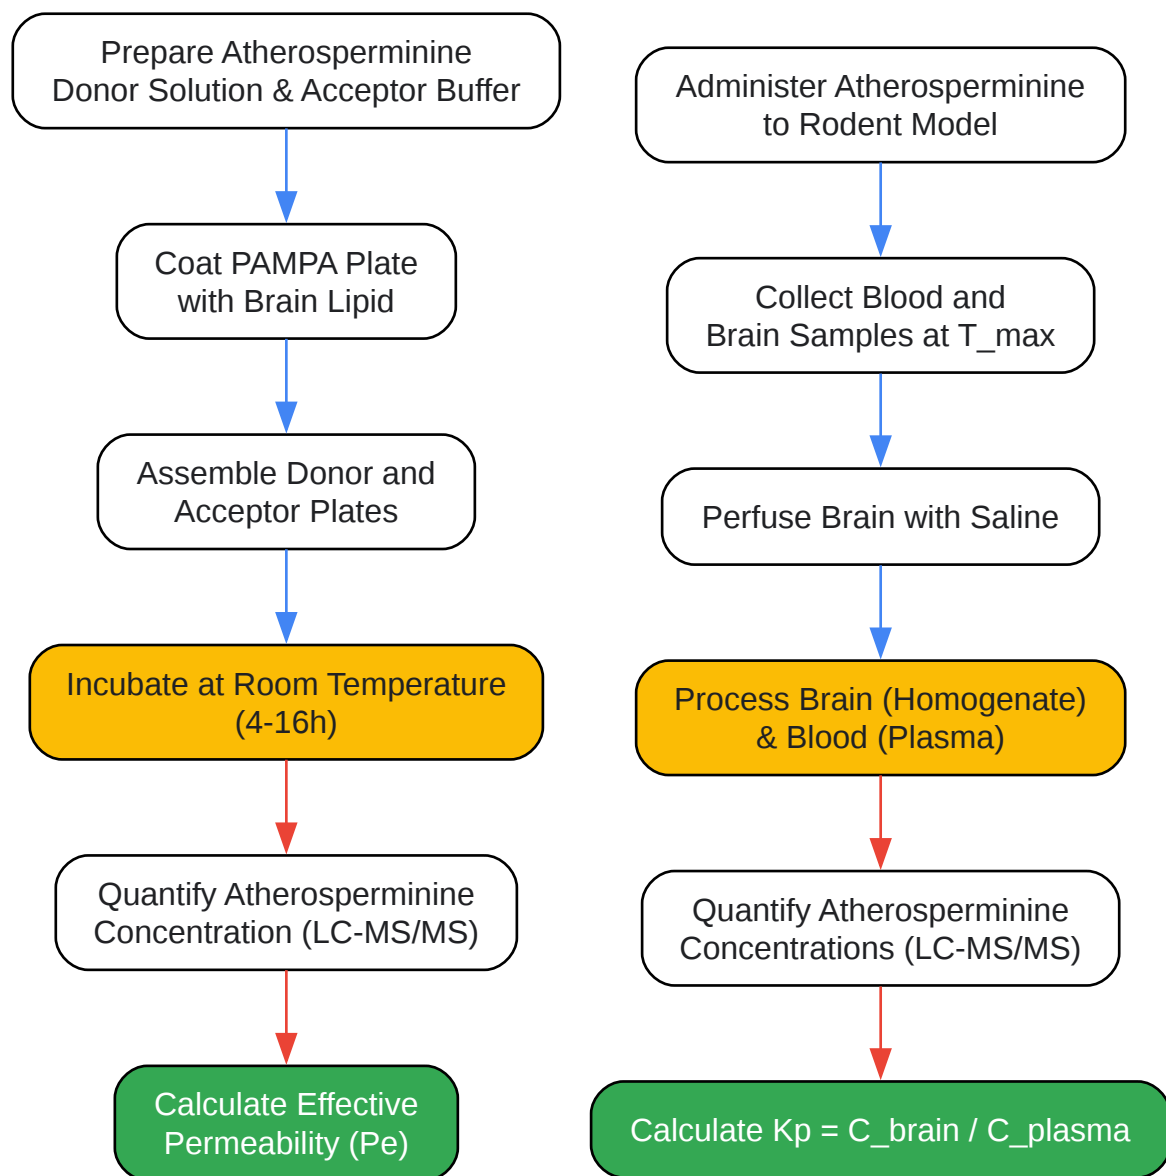 Prepare Atherosperminine
Donor Solution & Acceptor Buffer
Coat PAMPA Plate
with Brain Lipid
Assemble Donor and
Acceptor Plates
Incubate at Room Temperature
(4-16h)
Quantify Atherosperminine
Concentration (LC-MS/MS)
Calculate Effective
Permeability (Pe)
Administer Atherosperminine
to Rodent Model
Collect Blood and
Brain Samples at T_max
Perfuse Brain with Saline
Process Brain (Homogenate)
& Blood (Plasma)
Quantify Atherosperminine
Concentrations (LC-MS/MS)
Calculate Kp = C_brain / C_plasma